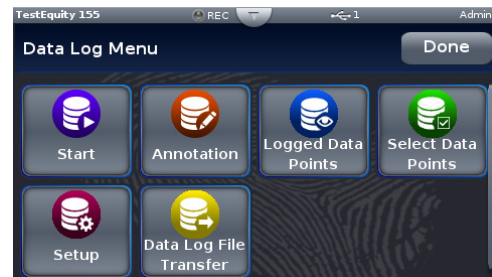 TestEquity 155 REC 1 Admin
Data Log Menu Done
Start Annotation Logged Data Points Select Data Points
Setup Data Log File Transfer